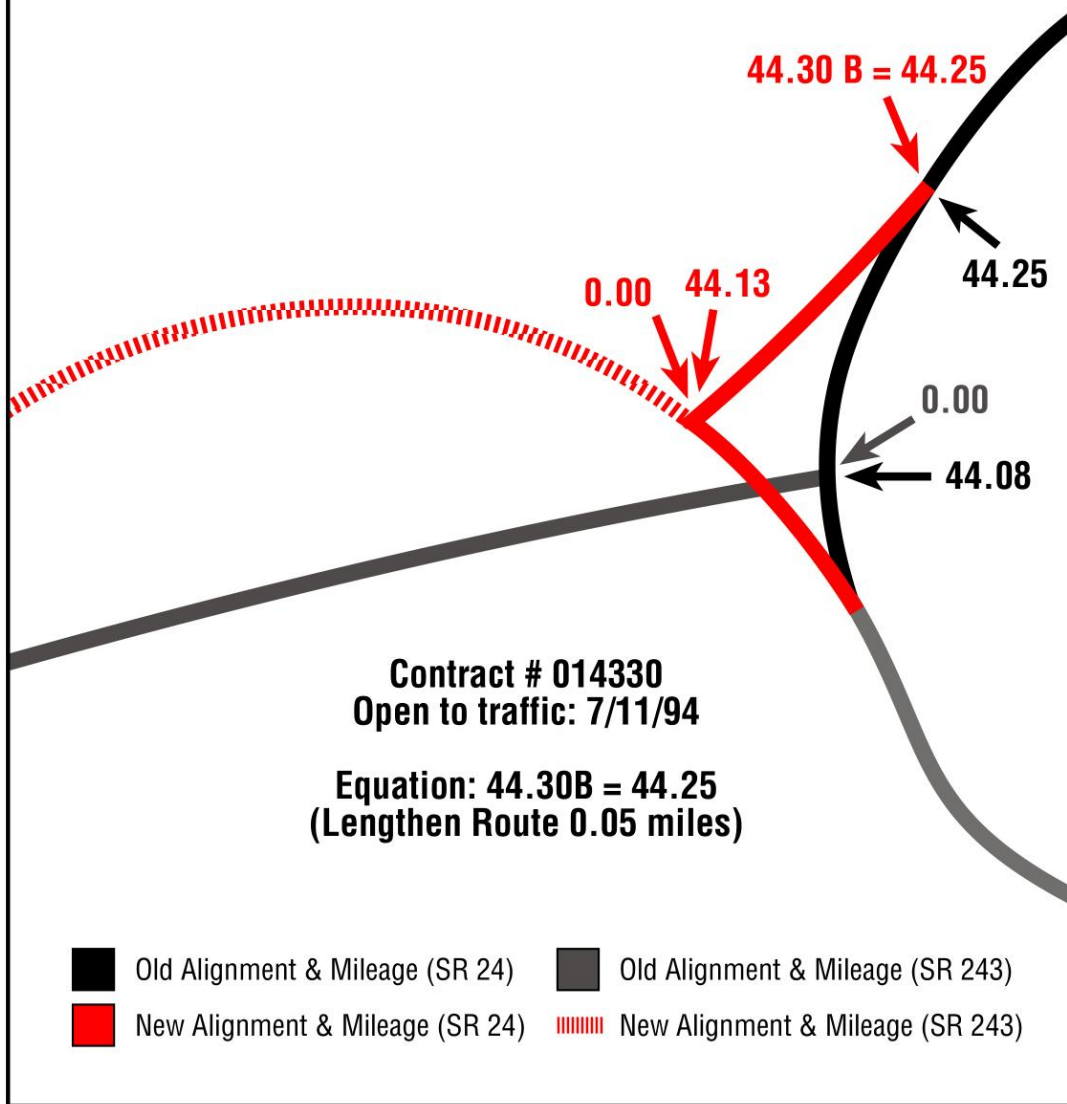 44.30 B = 44.25
44.25
0.00
44.13
0.00
44.08
Contract # 014330
Open to traffic: 7/11/94
Equation: 44.30B = 44.25
(Lengthen Route 0.05 miles)
Old Alignment & Mileage (SR 24)
Old Alignment & Mileage (SR 243)
New Alignment & Mileage (SR 24)
New Alignment & Mileage (SR 243)